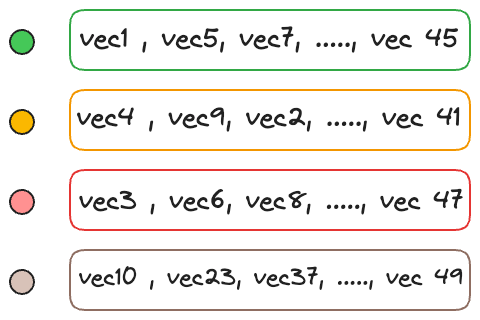 vec1 , vec5, vec7, ....., vec 45
vec4 , vec9, vec2, ....., vec 41
vec3 , vec6, vec8, ....., vec 47
vec10 , vec23, vec37, ....., vec 49